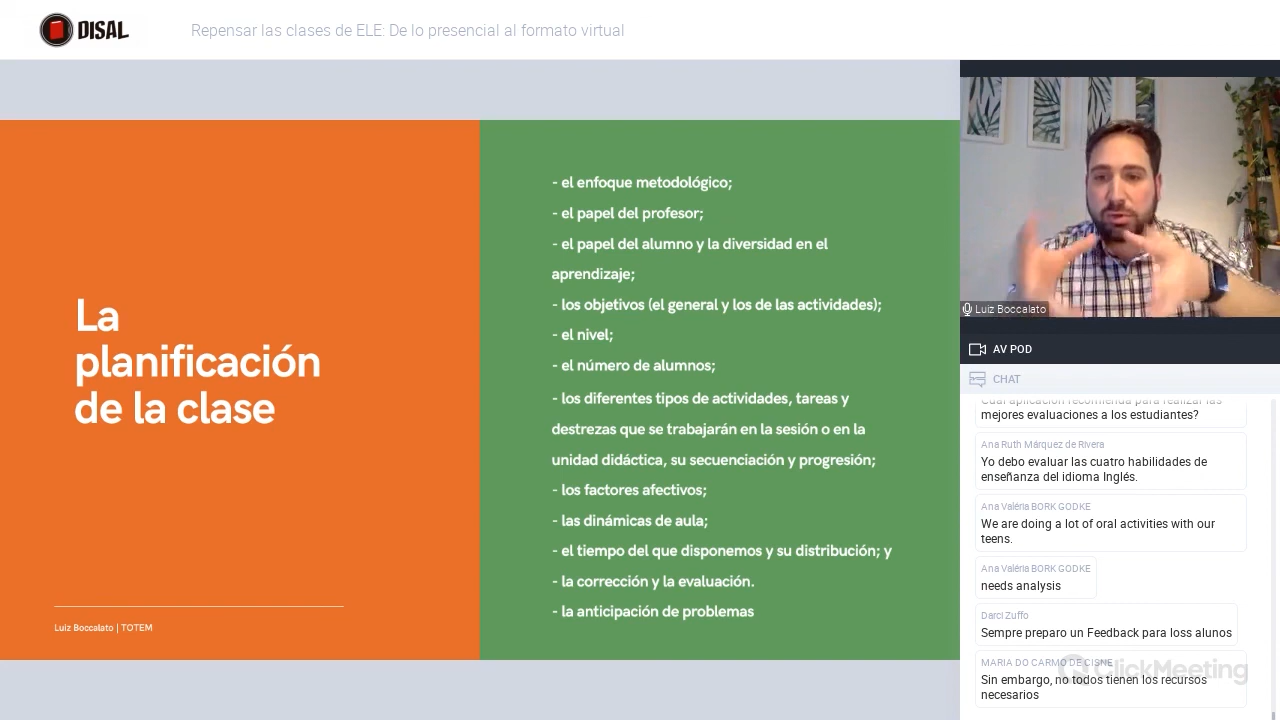 DISAL
Repensar las clases de ELE: De lo presencial al formato virtual
La
planificación
de la clase
Luiz Boccalato | TOTEM
- el enfoque metodológico;
- el papel del profesor;
- el papel del alumno y la diversidad en el
aprendizaje;
- los objetivos (el general y los de las actividades);
- el nivel;
- el número de alumnos;
- los diferentes tipos de actividades, tareas y
destrezas que se trabajarán en la sesión o en la
unidad didáctica, su secuenciación y progresión;
- los factores afectivos;
- las dinámicas de aula;
- el tiempo del que disponemos y su distribución; y
- la corrección y la evaluación.
- la anticipación de problemas
Luiz Boccalato
AV POD
CHAT
Cual aplicación recomienda para realizar las
mejores evaluaciones a los estudiantes?
Ana Ruth Márquez de Rivera
Yo debo evaluar las cuatro habilidades de
enseñanza del idioma Inglés.
Ana Valéria BORK GODKE
We are doing a lot of oral activities with our
teens.
Ana Valéria BORK GODKE
needs analysis
Darci Zuffo
Sempre preparo un Feedback para loss alunos
MARIA DO CARMO DE CISNE
Sin embargo, no todos tienen los recursos
necesarios
ClickMeeting